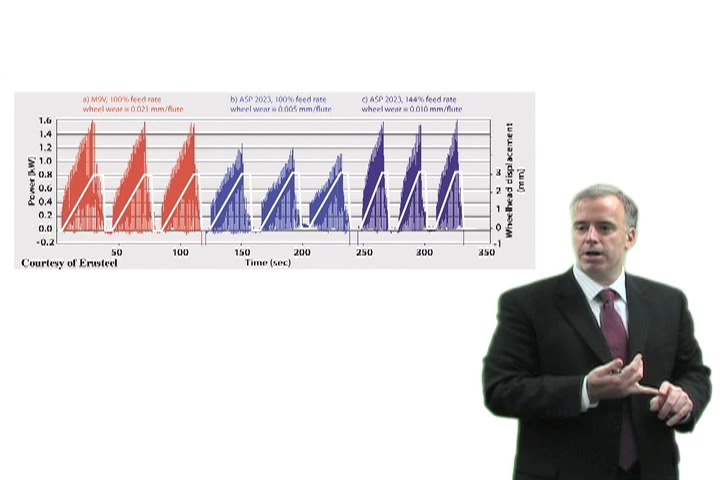 a) M9V, 100% feed rate
wheel wear = 0.021 mm/flute
b) ASP 2023, 100% feed rate
wheel wear = 0.005 mm/flute
c) ASP 2023, 144% feed rate
wheel wear = 0.010 mm/flute
Power (kW)
1.6
1.4
1.2
1.0
0.8
0.6
0.4
0.2
0.0
-0.2
3
2
1
0
-1
Wheelhead displacement
(mm)
50
100
150
200
250
300
350
Time (sec)
Courtesy of Erusteel